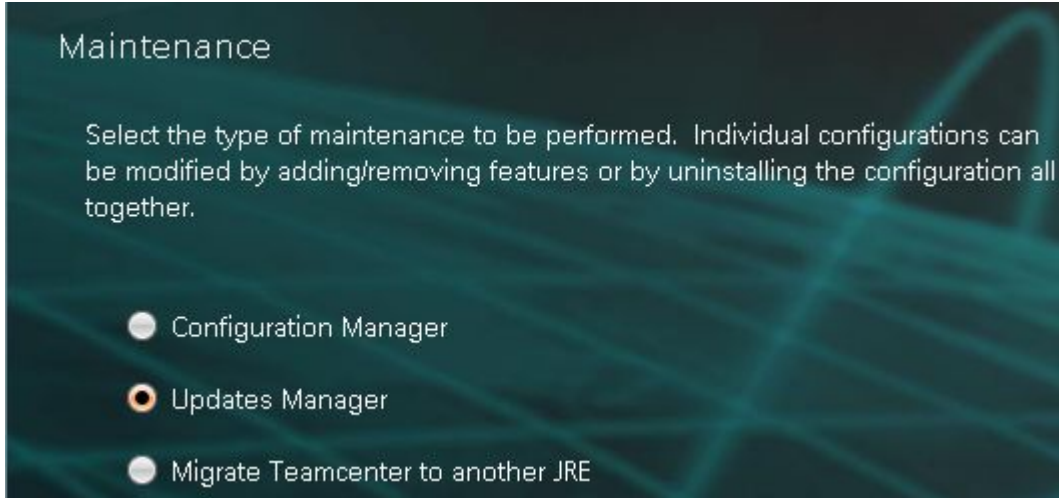 Maintenance
Select the type of maintenance to be performed. Individual configurations can
be modified by adding/removing features or by uninstalling the configuration all
together.
Configuration Manager
Updates Manager
Migrate Teamcenter to another JRE